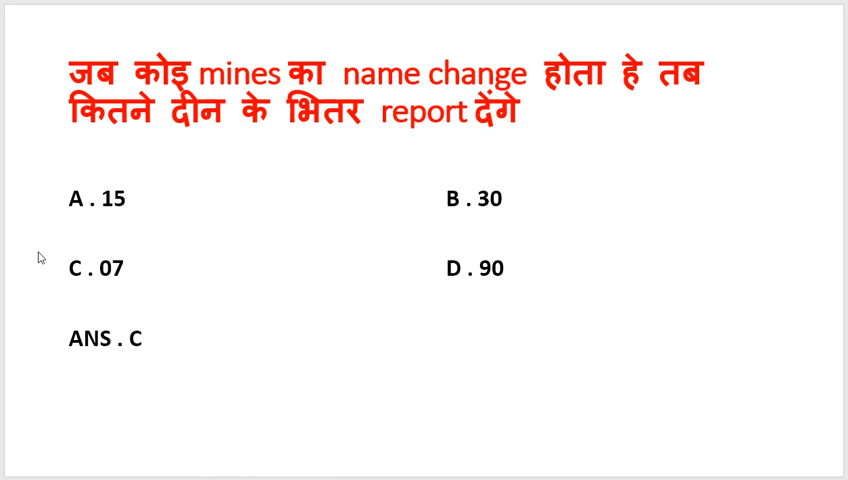 जब कोइ mines का name change होता हे तब
कितने दीन के भितर report देंगे
A . 15
B . 30
C . 07
D . 90
ANS . C